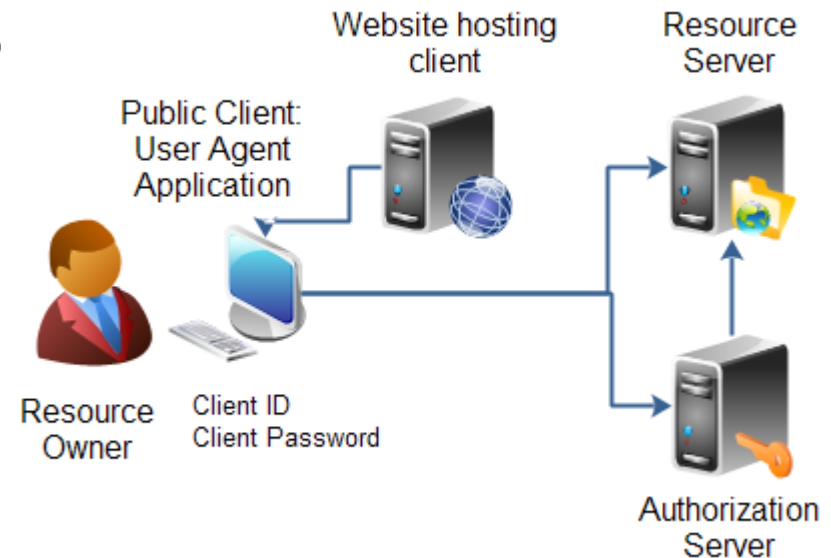 Website hosting
client
Resource
Server
Public Client:
User Agent
Application
Resource
Owner
Client ID
Client Password
Authorization
Server